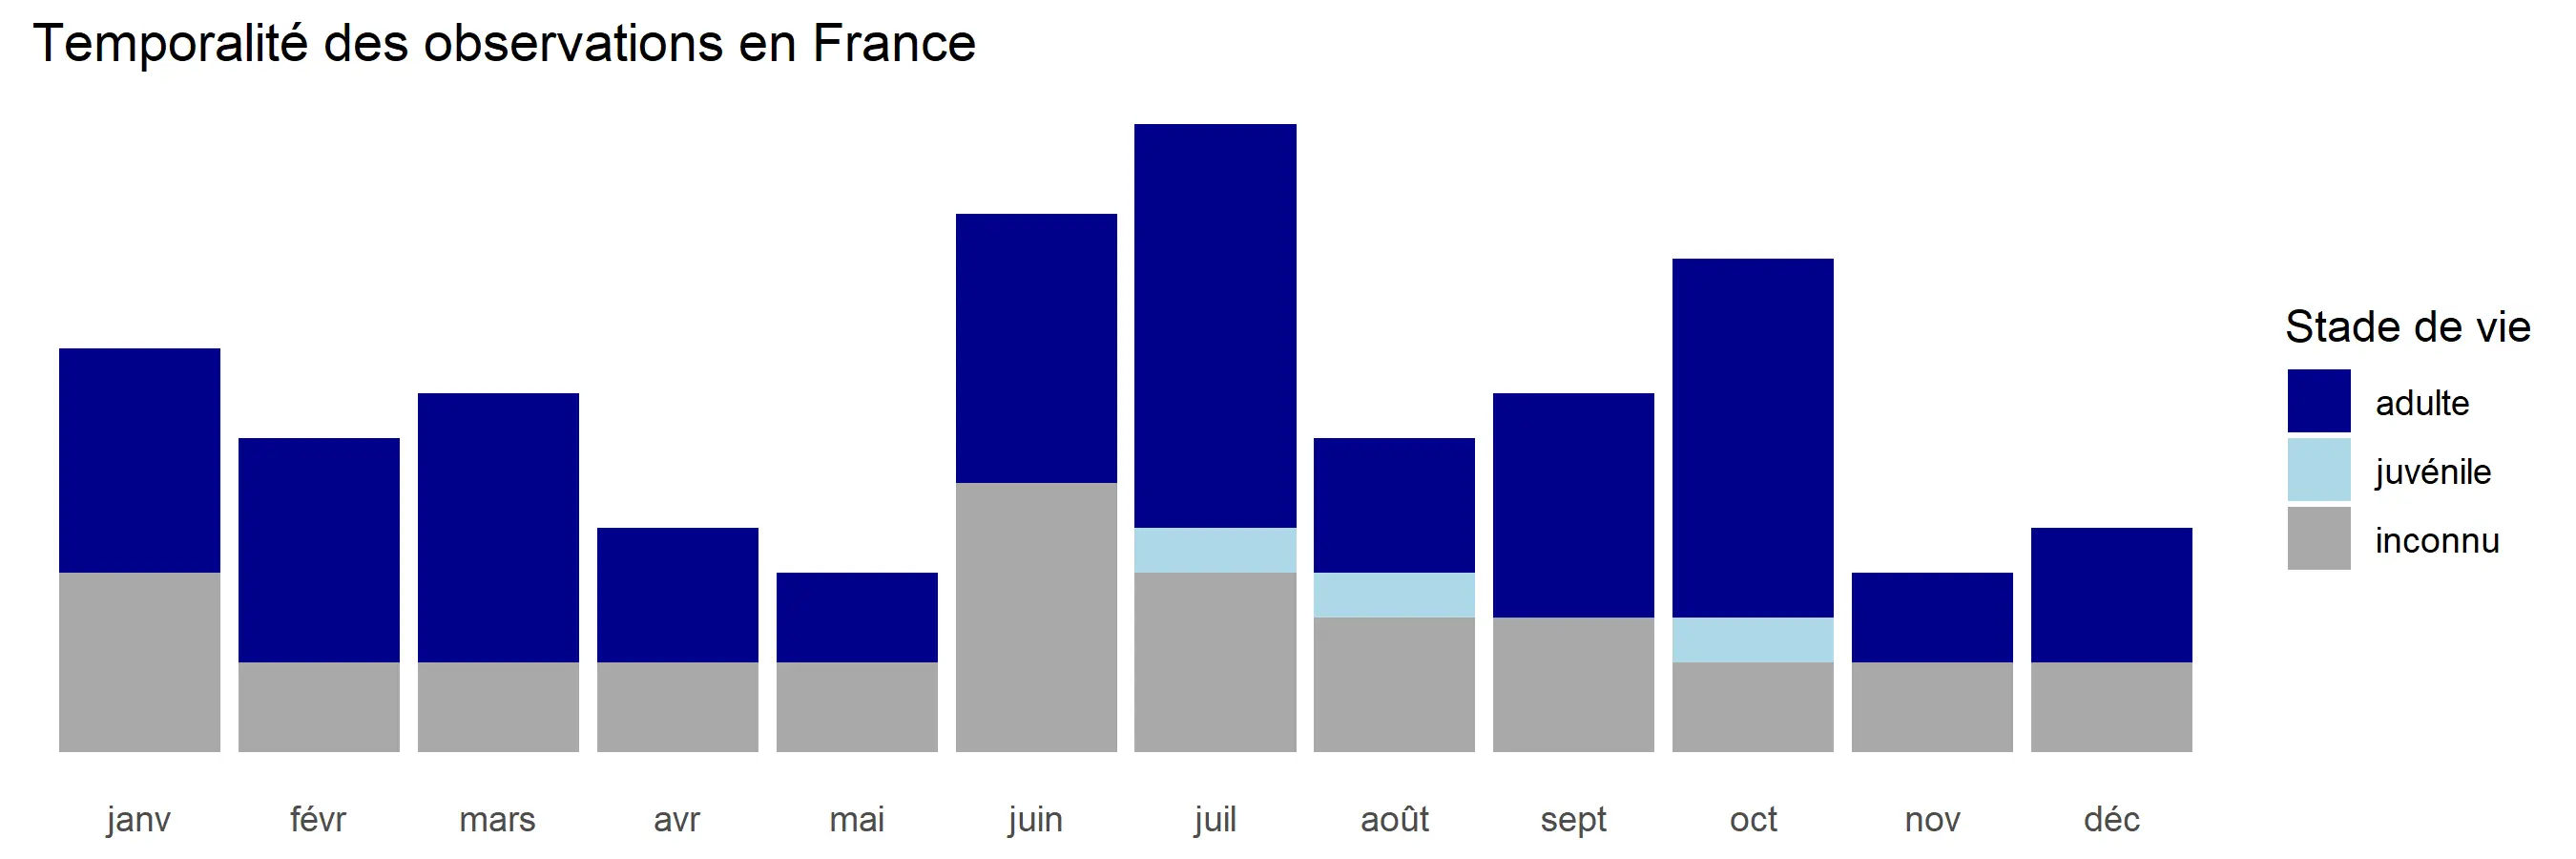 Temporalité des observations en France
Stade de vie
adulte
juvénile
inconnu
janv févr mars avr mai juin juil août sept oct nov déc